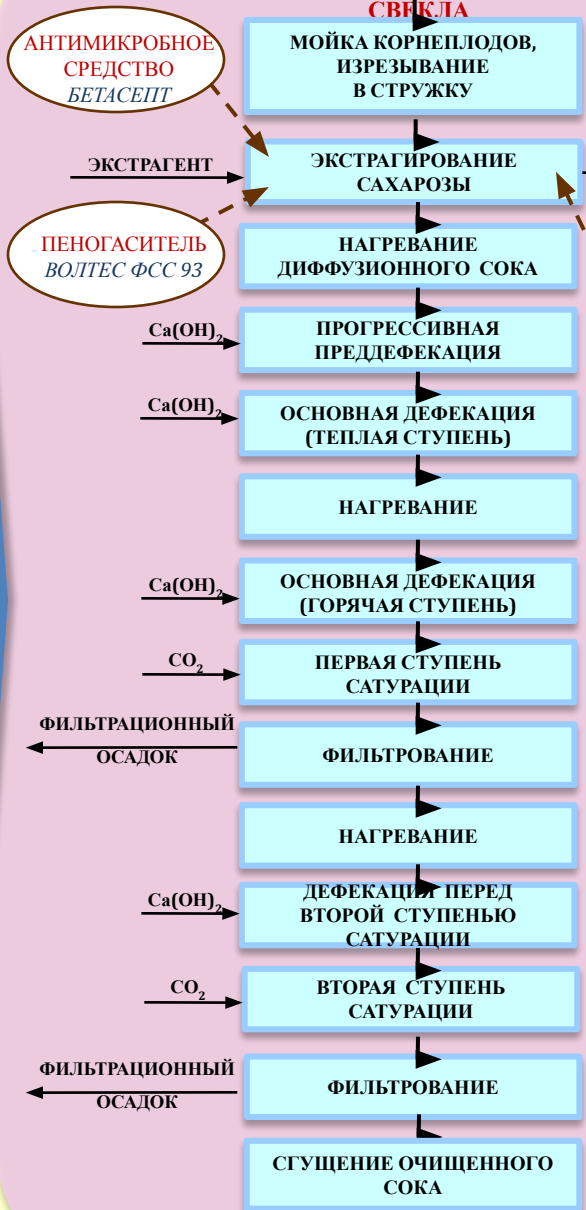 СВЕКЛА
АНТИМИКРОБНОЕ
СРЕДСТВО
БЕТАСЕПТ
МОЙКА КОРНЕПЛОДОВ,
ИЗРЕЗЫВАНИЕ
В СТРУЖКУ
ЭКСТРАГЕНТ
ЭКСТРАГИРОВАНИЕ
САХАРОЗЫ
ПЕНОГАСИТЕЛЬ
ВОЛТЕС ФСС 93
НАГРЕВАНИЕ
ДИФФУЗИОННОГО СОКА
Ca(OH)₂
ПРОГРЕССИВНАЯ
ПРЕДДЕФЕКАЦИЯ
Ca(OH)₂
ОСНОВНАЯ ДЕФЕКАЦИЯ
(ТЕПЛАЯ СТУПЕНЬ)
НАГРЕВАНИЕ
Ca(OH)₂
ОСНОВНАЯ ДЕФЕКАЦИЯ
(ГОРЯЧАЯ СТУПЕНЬ)
CO₂
ПЕРВАЯ СТУПЕНЬ
САТУРАЦИИ
ФИЛЬТРАЦИОННЫЙ
ОСАДОК
ФИЛЬТРОВАНИЕ
НАГРЕВАНИЕ
Ca(OH)₂
ДЕФЕКАЦИЯ ПЕРЕД
ВТОРОЙ СТУПЕНЬЮ
САТУРАЦИИ
CO₂
ВТОРАЯ СТУПЕНЬ
САТУРАЦИИ
ФИЛЬТРАЦИОННЫЙ
ОСАДОК
ФИЛЬТРОВАНИЕ
СГУЩЕНИЕ ОЧИЩЕННОГО
СОКА